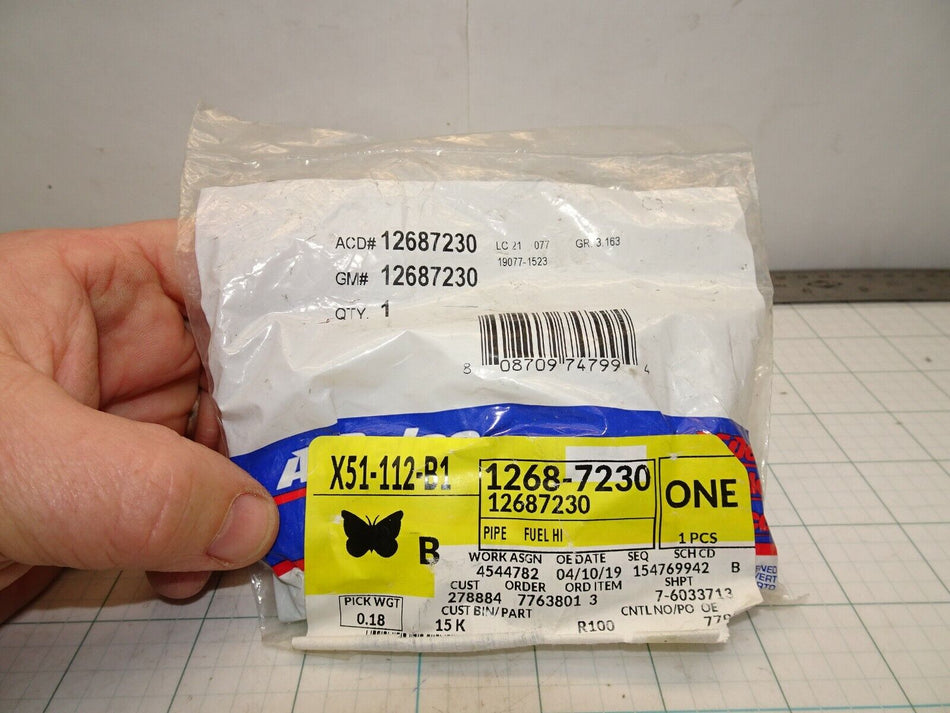 ACD# 12687230 LC 21 077 GR. 3.163
19077-1523
GM# 12687230
QTY. 1
8 08709 74799 4
X51-112-B1
1268-7230
12687230
ONE
PIPE FUEL HI
1 PCS
B
WORK ASGN OE DATE SEQ SCH CD
4544782 04/10/19 154769942 B
CUST ORDER ORD ITEM SHPT
278884 7763801 3 7-6033713
PICK WGT
0.18
CUST BIN/PART CNTL NO/PO OE
15 K R100